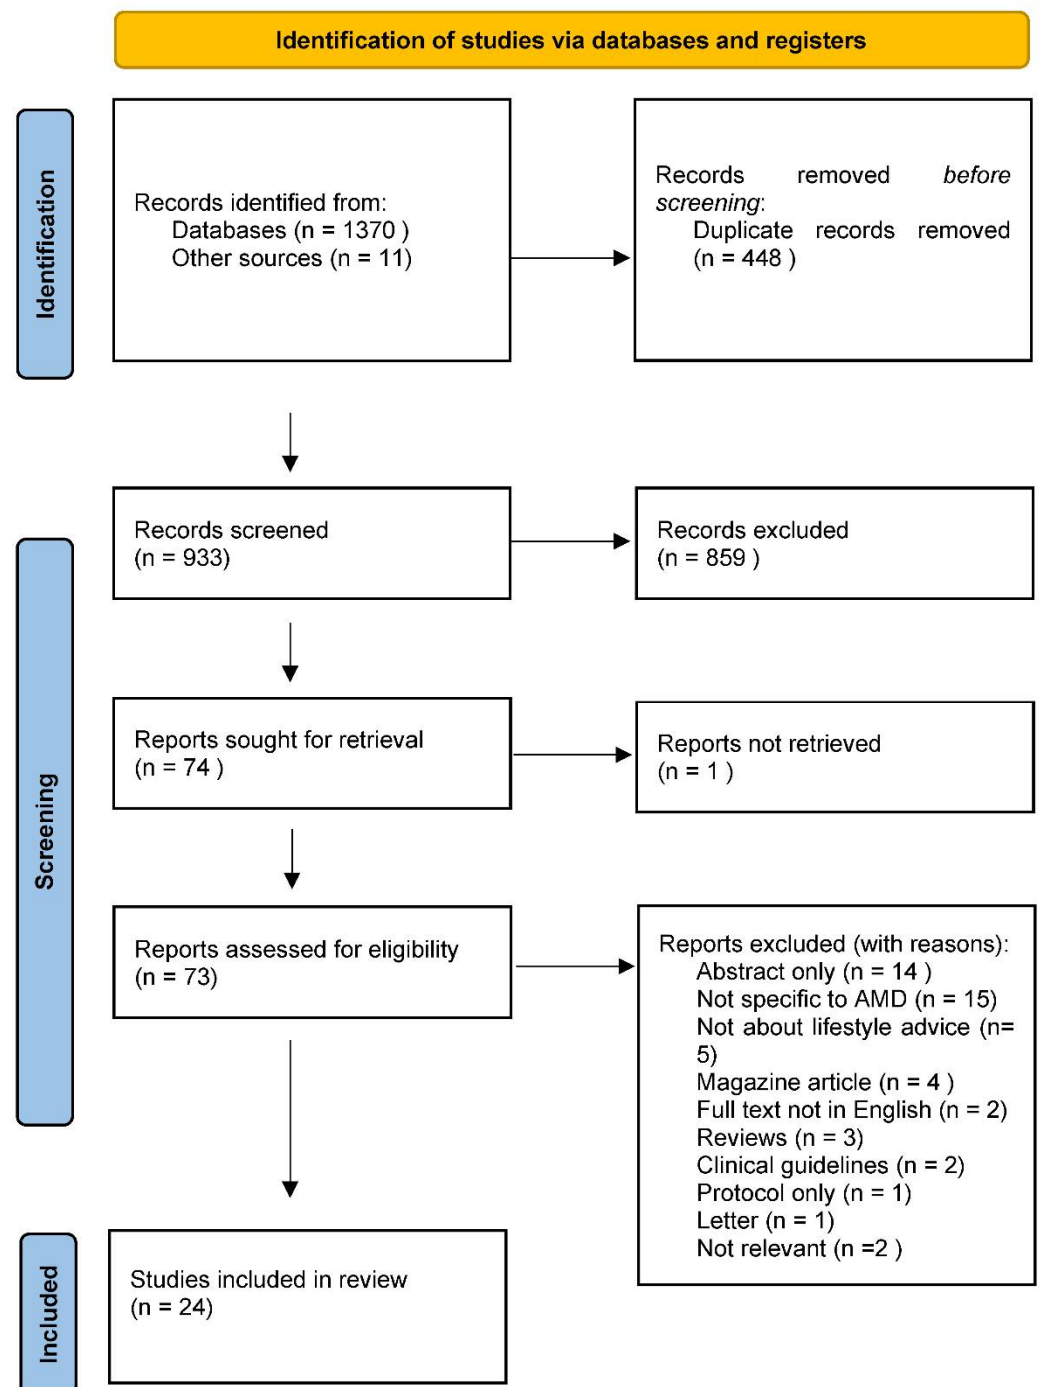 Identification of studies via databases and registers
Identification
Records identified from:
Databases (n = 1370 )
Other sources (n = 11)
Records removed before
screening:
Duplicate records removed
(n = 448 )
Screening
Records screened
(n = 933)
Records excluded
(n = 859 )
Reports sought for retrieval
(n = 74 )
Reports not retrieved
(n = 1 )
Reports assessed for eligibility
(n = 73)
Reports excluded (with reasons):
Abstract only (n = 14 )
Not specific to AMD (n = 15)
Not about lifestyle advice (n=
5)
Magazine article (n = 4 )
Full text not in English (n = 2)
Reviews (n = 3)
Clinical guidelines (n = 2)
Protocol only (n = 1)
Letter (n = 1)
Not relevant (n =2 )
Included
Studies included in review
(n = 24)